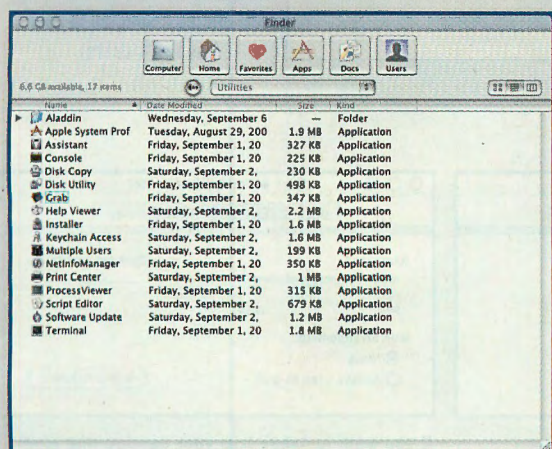 Finder
Computer Home Favorites Apps Docs Users
6.6 GB available, 17 items Utilities
Name Date Modified Size Kind
Aladdin Wednesday, September 6 — Folder
Apple System Prof Tuesday, August 29, 200 1.9 MB Application
Assistant Friday, September 1, 20 327 KB Application
Console Friday, September 1, 20 225 KB Application
Disk Copy Saturday, September 2, 230 KB Application
Disk Utility Friday, September 1, 20 498 KB Application
Grab Friday, September 1, 20 347 KB Application
Help Viewer Saturday, September 2, 2.2 MB Application
Installer Friday, September 1, 20 1.6 MB Application
Keychain Access Saturday, September 2, 1.6 MB Application
Multiple Users Saturday, September 2, 199 KB Application
NetInfoManager Friday, September 1, 20 350 KB Application
Print Center Saturday, September 2, 1 MB Application
ProcessViewer Friday, September 1, 20 315 KB Application
Script Editor Saturday, September 2, 679 KB Application
Software Update Saturday, September 2, 1.2 MB Application
Terminal Friday, September 1, 20 1.8 MB Application